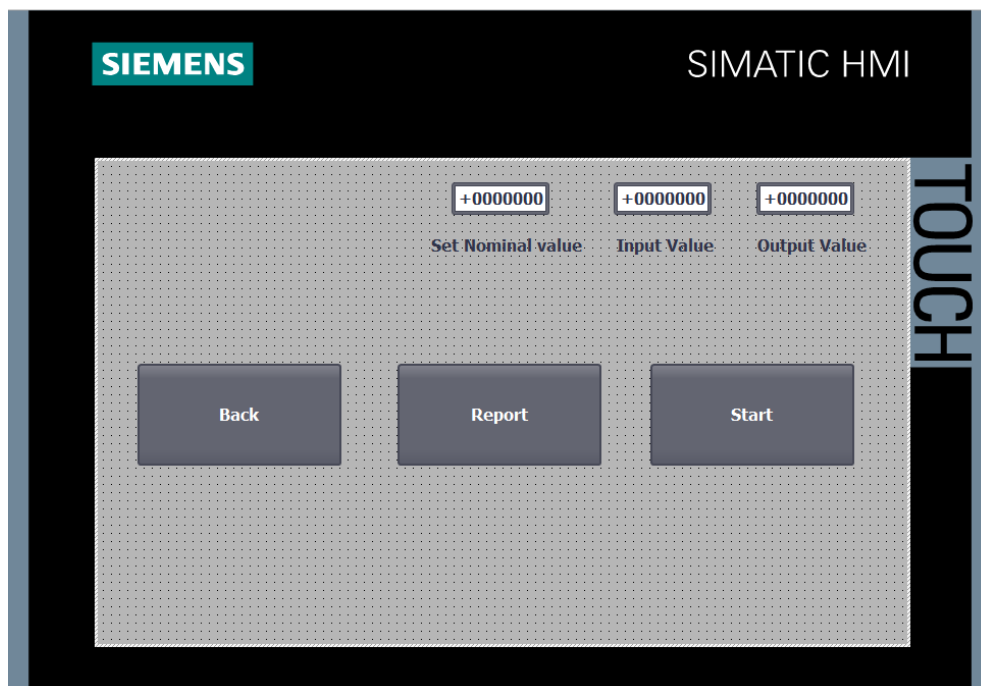 SIEMENS
SIMATIC HMI
TOUCH
+0000000 +0000000 +0000000
Set Nominal value Input Value Output Value
Back Report Start